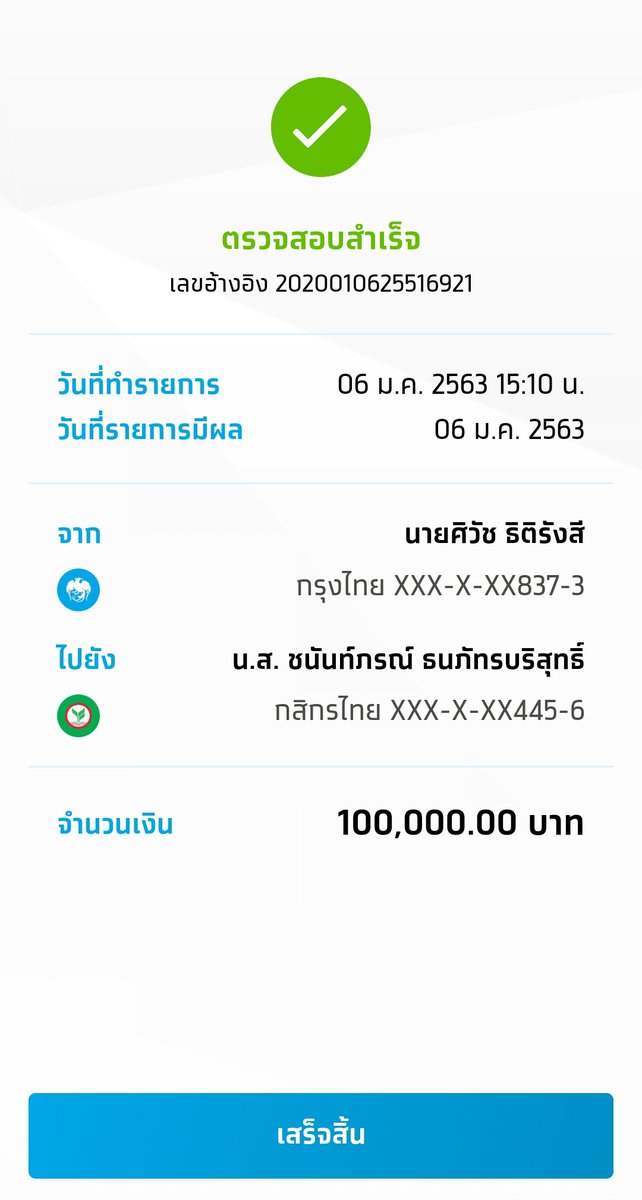 ตรวจสอบสำเร็จ
เลขอ้างอิง 2020010625516921
วันที่ทำรายการ 06 ม.ค. 2563 15:10 น.
วันที่รายการมีผล 06 ม.ค. 2563
จาก นายศิวัช ธิติรังสี
กรุงไทย XXX-X-XX837-3
ไปยัง น.ส. ชนันท์ภรณ์ ธนภัทรบริสุทธิ์
กสิกรไทย XXX-X-XX445-6
จำนวนเงิน 100,000.00 บาท
เสร็จสิ้น